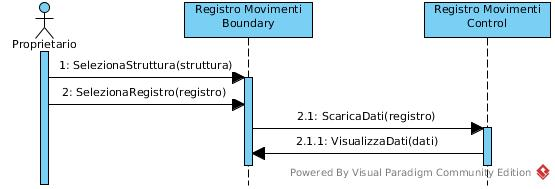 Registro Movimenti
Boundary
Registro Movimenti
Control
Proprietario
1: SelezionaStruttura(struttura)
2: SelezionaRegistro(registro)
2.1: ScaricaDati(registro)
2.1.1: VisualizzaDati(dati)
Powered By Visual Paradigm Community Edition